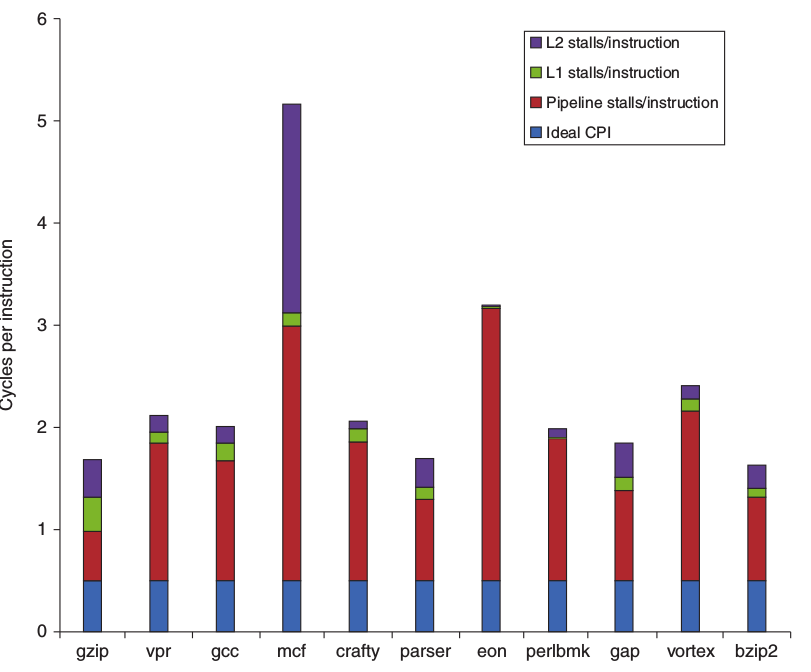 6
5
4
3
2
1
0
Cycles per instruction
L2 stalls/instruction
L1 stalls/instruction
Pipeline stalls/instruction
Ideal CPI
gzip vpr gcc mcf crafty parser eon perlbmk gap vortex bzip2